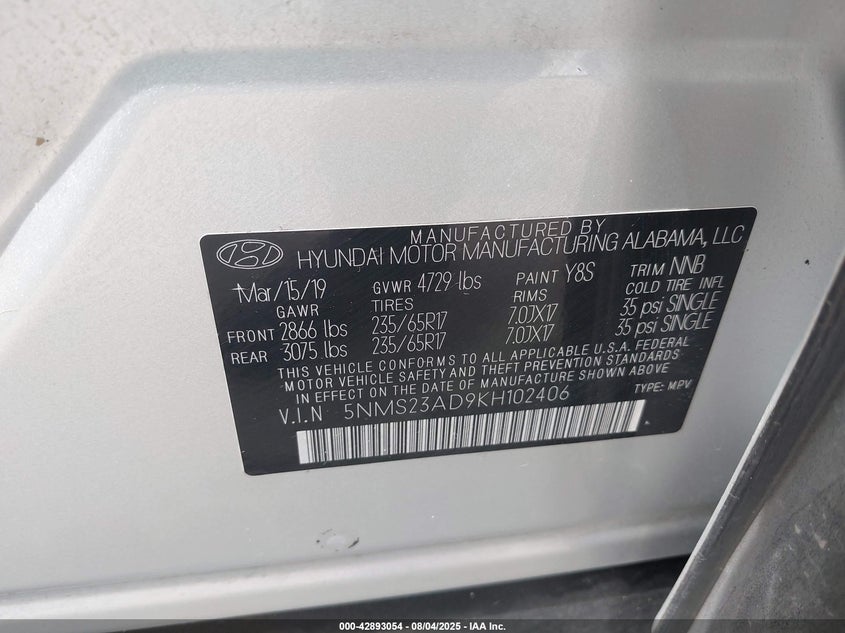 MANUFACTURED BY
HYUNDAI MOTOR MANUFACTURING ALABAMA, LLC
Mar/15/19 GVWR 4729 lbs PAINT Y8S TRIM NNB
GAWR TIRES RIMS COLD TIRE INFL
FRONT 2866 lbs 235/65R17 7.0JX17 35 psi SINGLE
REAR 3075 lbs 235/65R17 7.0JX17 35 psi SINGLE
THIS VEHICLE CONFORMS TO ALL APPLICABLE U.S.A. FEDERAL
MOTOR VEHICLE SAFETY AND THEFT PREVENTION STANDARDS
IN EFFECT ON THE DATE OF MANUFACTURE SHOWN ABOVE
V.I.N 5NMS23AD9KH102406 TYPE: MPV
000-42893054 - 08/04/2025 - IAA Inc.